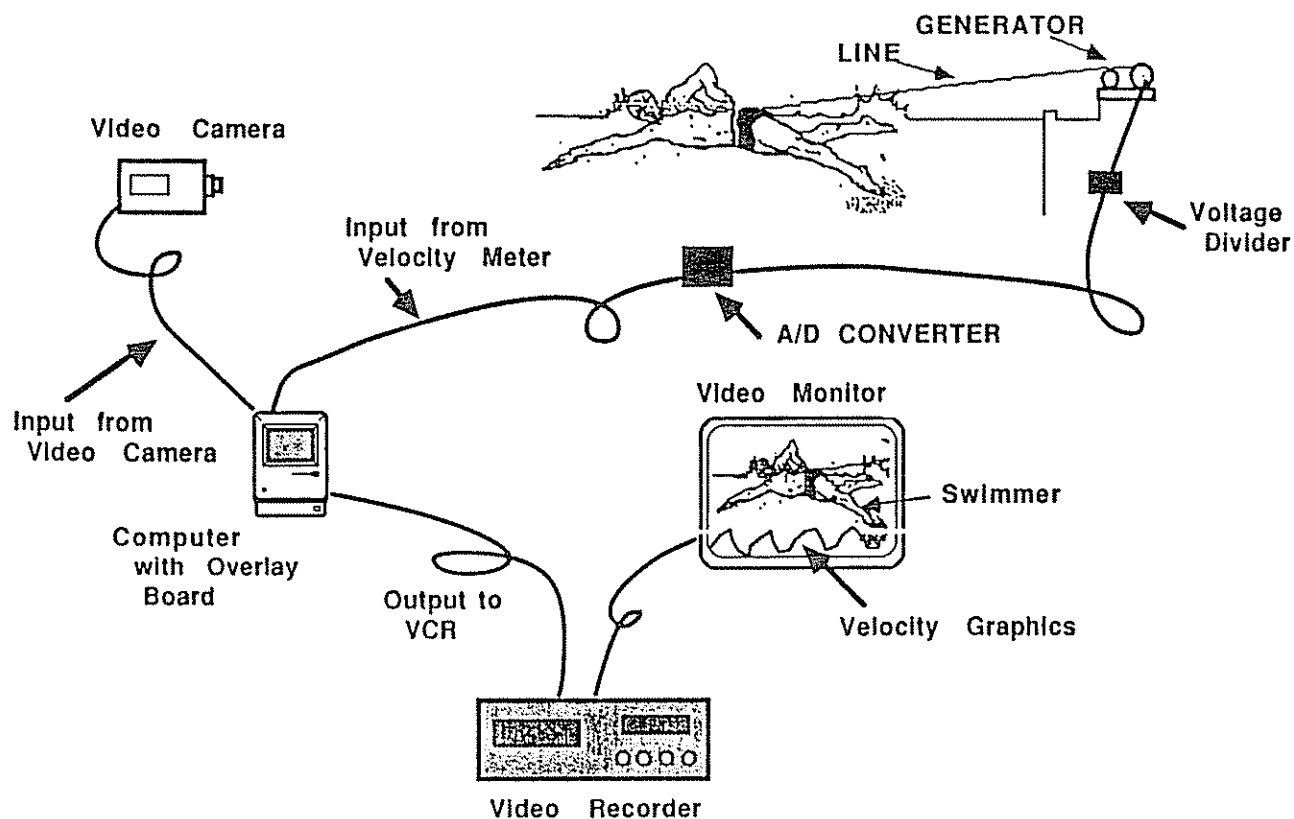 GENERATOR
LINE
Video Camera
Input from
Velocity Meter
Voltage
Divider
A/D CONVERTER
Video Monitor
Input from
Video Camera
Swimmer
Computer
with Overlay
Board
Output to
VCR
Velocity Graphics
Video Recorder